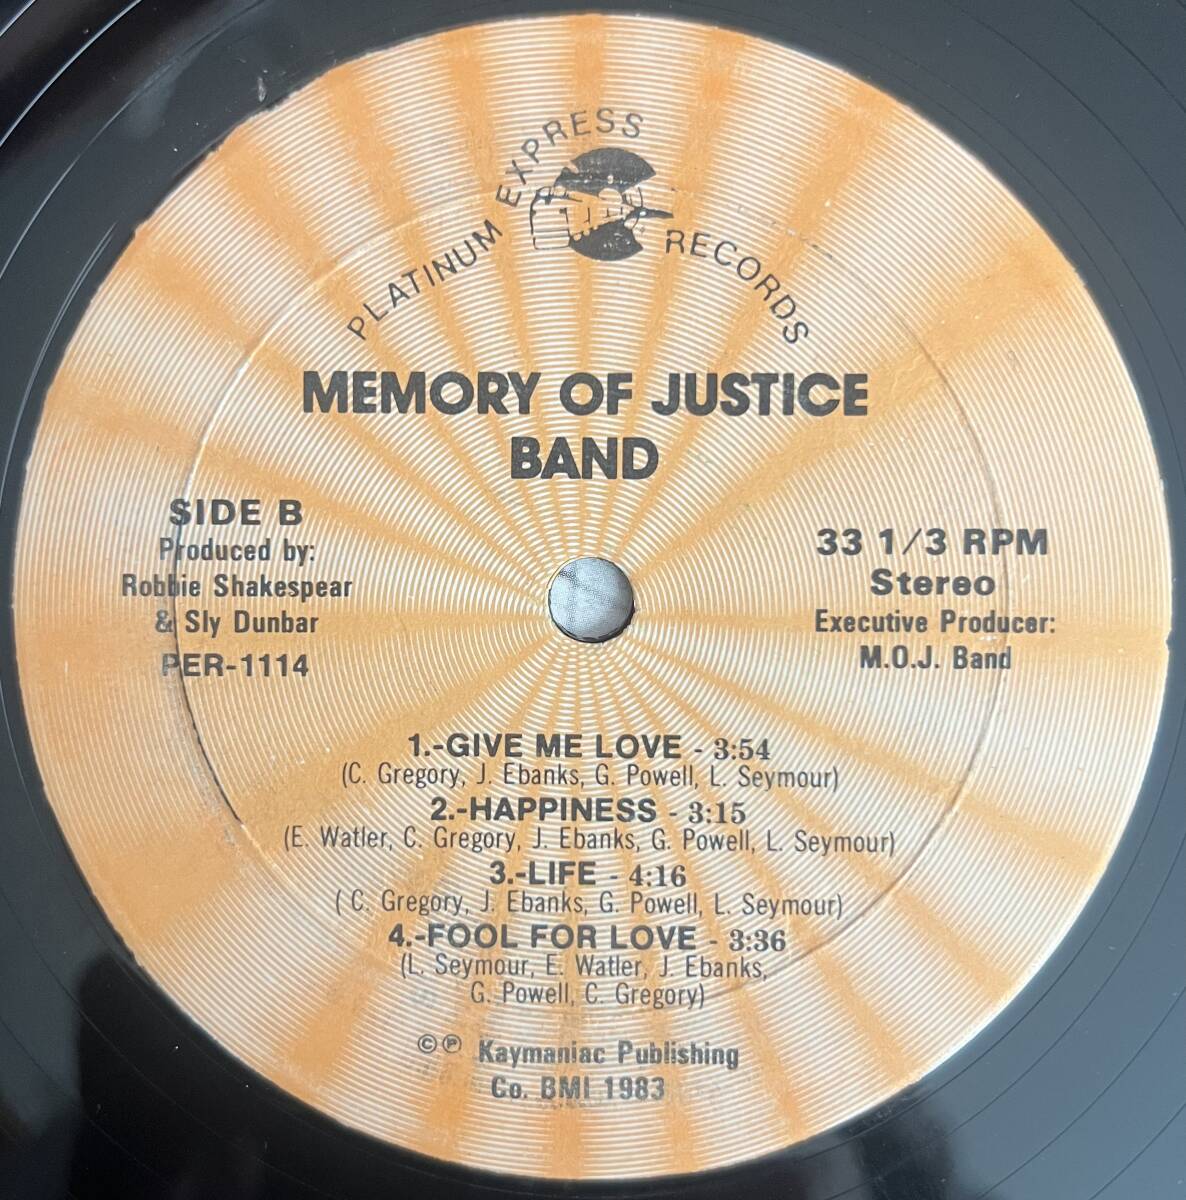 PLATINUM EXPRESS RECORDS
MEMORY OF JUSTICE
BAND
SIDE B
Produced by:
Robbie Shakespear
& Sly Dunbar
PER-1114
33 1/3 RPM
Stereo
Executive Producer:
M.O.J. Band
1.-GIVE ME LOVE - 3:54
(C. Gregory, J. Ebanks, G. Powell, L. Seymour)
2.-HAPPINESS - 3:15
(E. Watler, C. Gregory, J. Ebanks, G. Powell, L. Seymour)
3.-LIFE - 4:16
( C. Gregory, J. Ebanks, G. Powell, L. Seymour)
4.-FOOL FOR LOVE - 3:36
(L. Seymour, E. Watler, J. Ebanks,
G. Powell, C. Gregory)
©℗ Kaymaniac Publishing
Co. BMI 1983